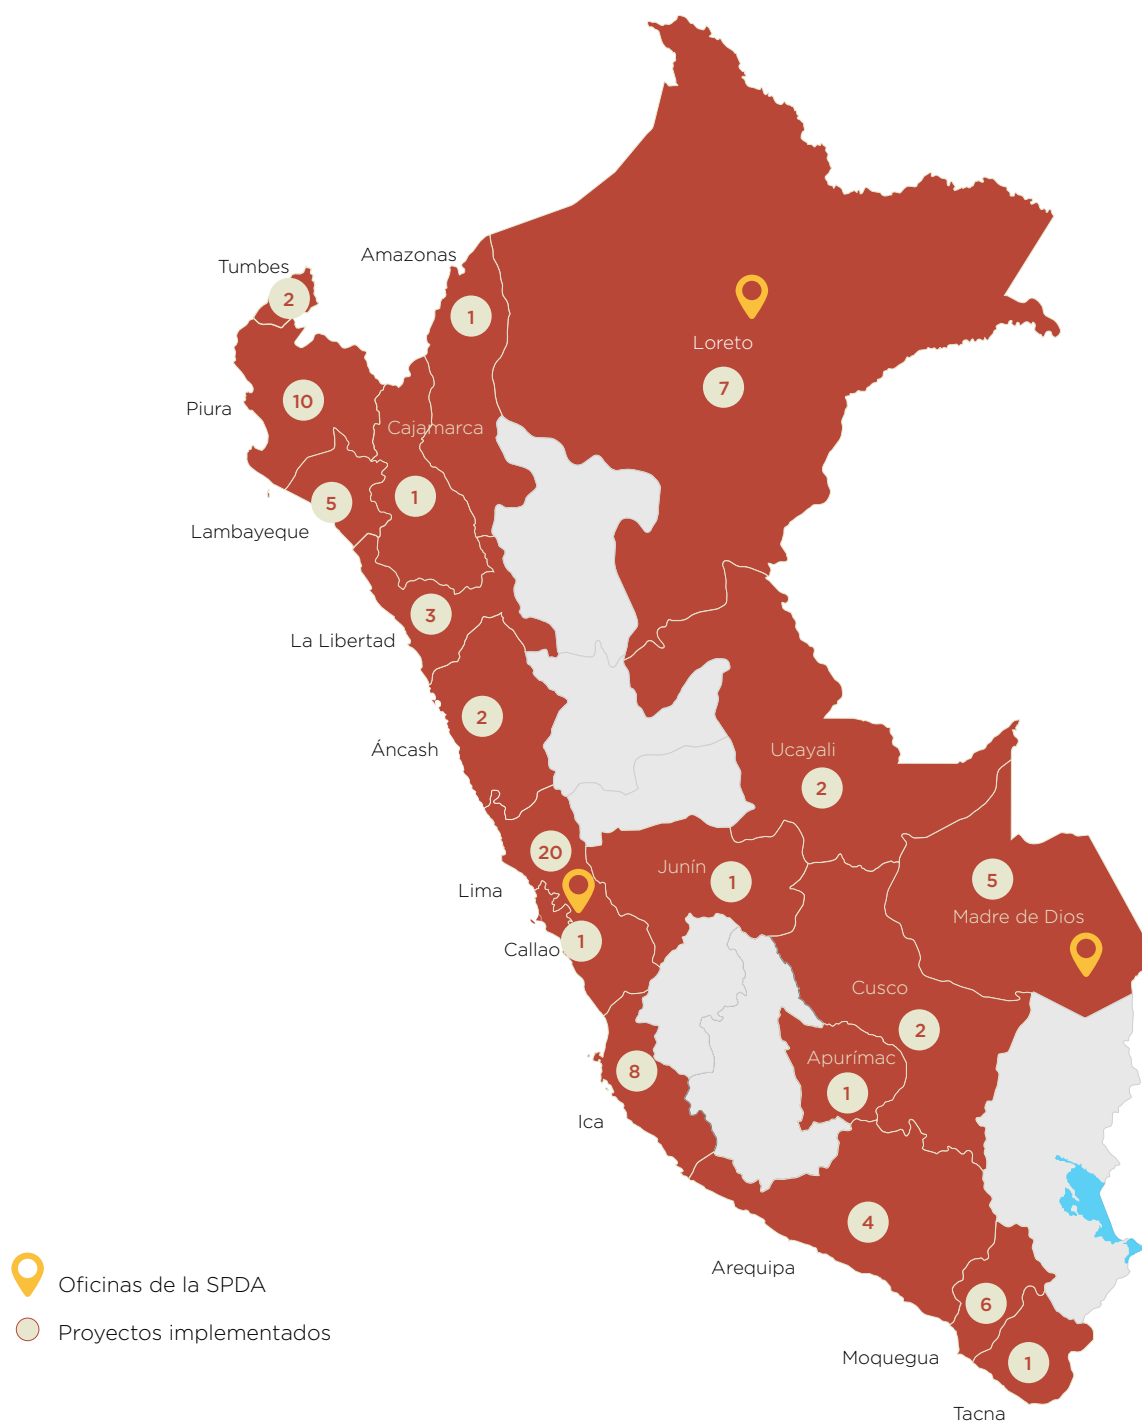 Amazonas
Tumbes
2
1
Loreto
7
Piura
10
Cajamarca
1
5
Lambayeque
3
La Libertad
2
Áncash
Ucayali
2
20
Junín
1
Lima
5
Madre de Dios
1
Callao
Cusco
2
Apurímac
1
8
Ica
4
Arequipa
6
Moquegua
1
Tacna
Oficinas de la SPDA
Proyectos implementados